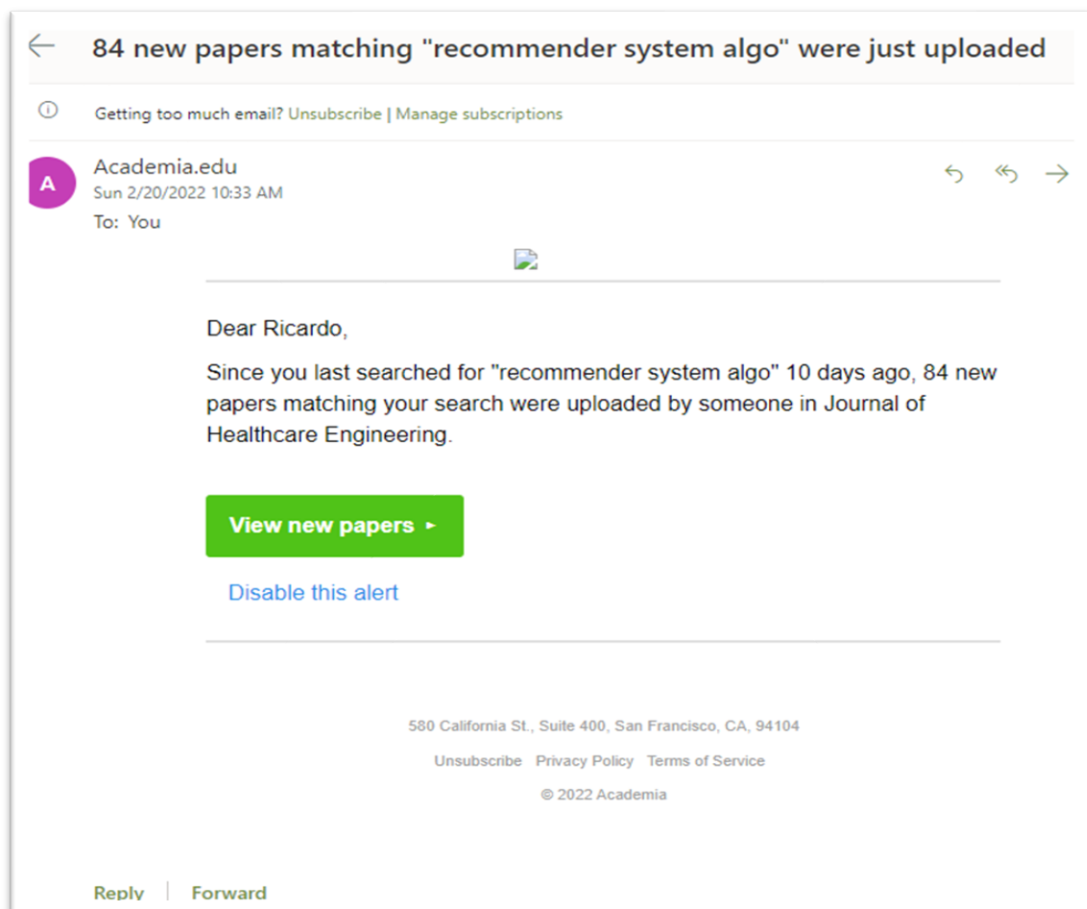 84 new papers matching "recommender system algo" were just uploaded
Getting too much email? Unsubscribe | Manage subscriptions
A
Academia.edu
Sun 2/20/2022 10:33 AM
To: You
Dear Ricardo,
Since you last searched for "recommender system algo" 10 days ago, 84 new
papers matching your search were uploaded by someone in Journal of
Healthcare Engineering.
View new papers ▸
Disable this alert
580 California St., Suite 400, San Francisco, CA, 94104
Unsubscribe Privacy Policy Terms of Service
© 2022 Academia
Reply | Forward